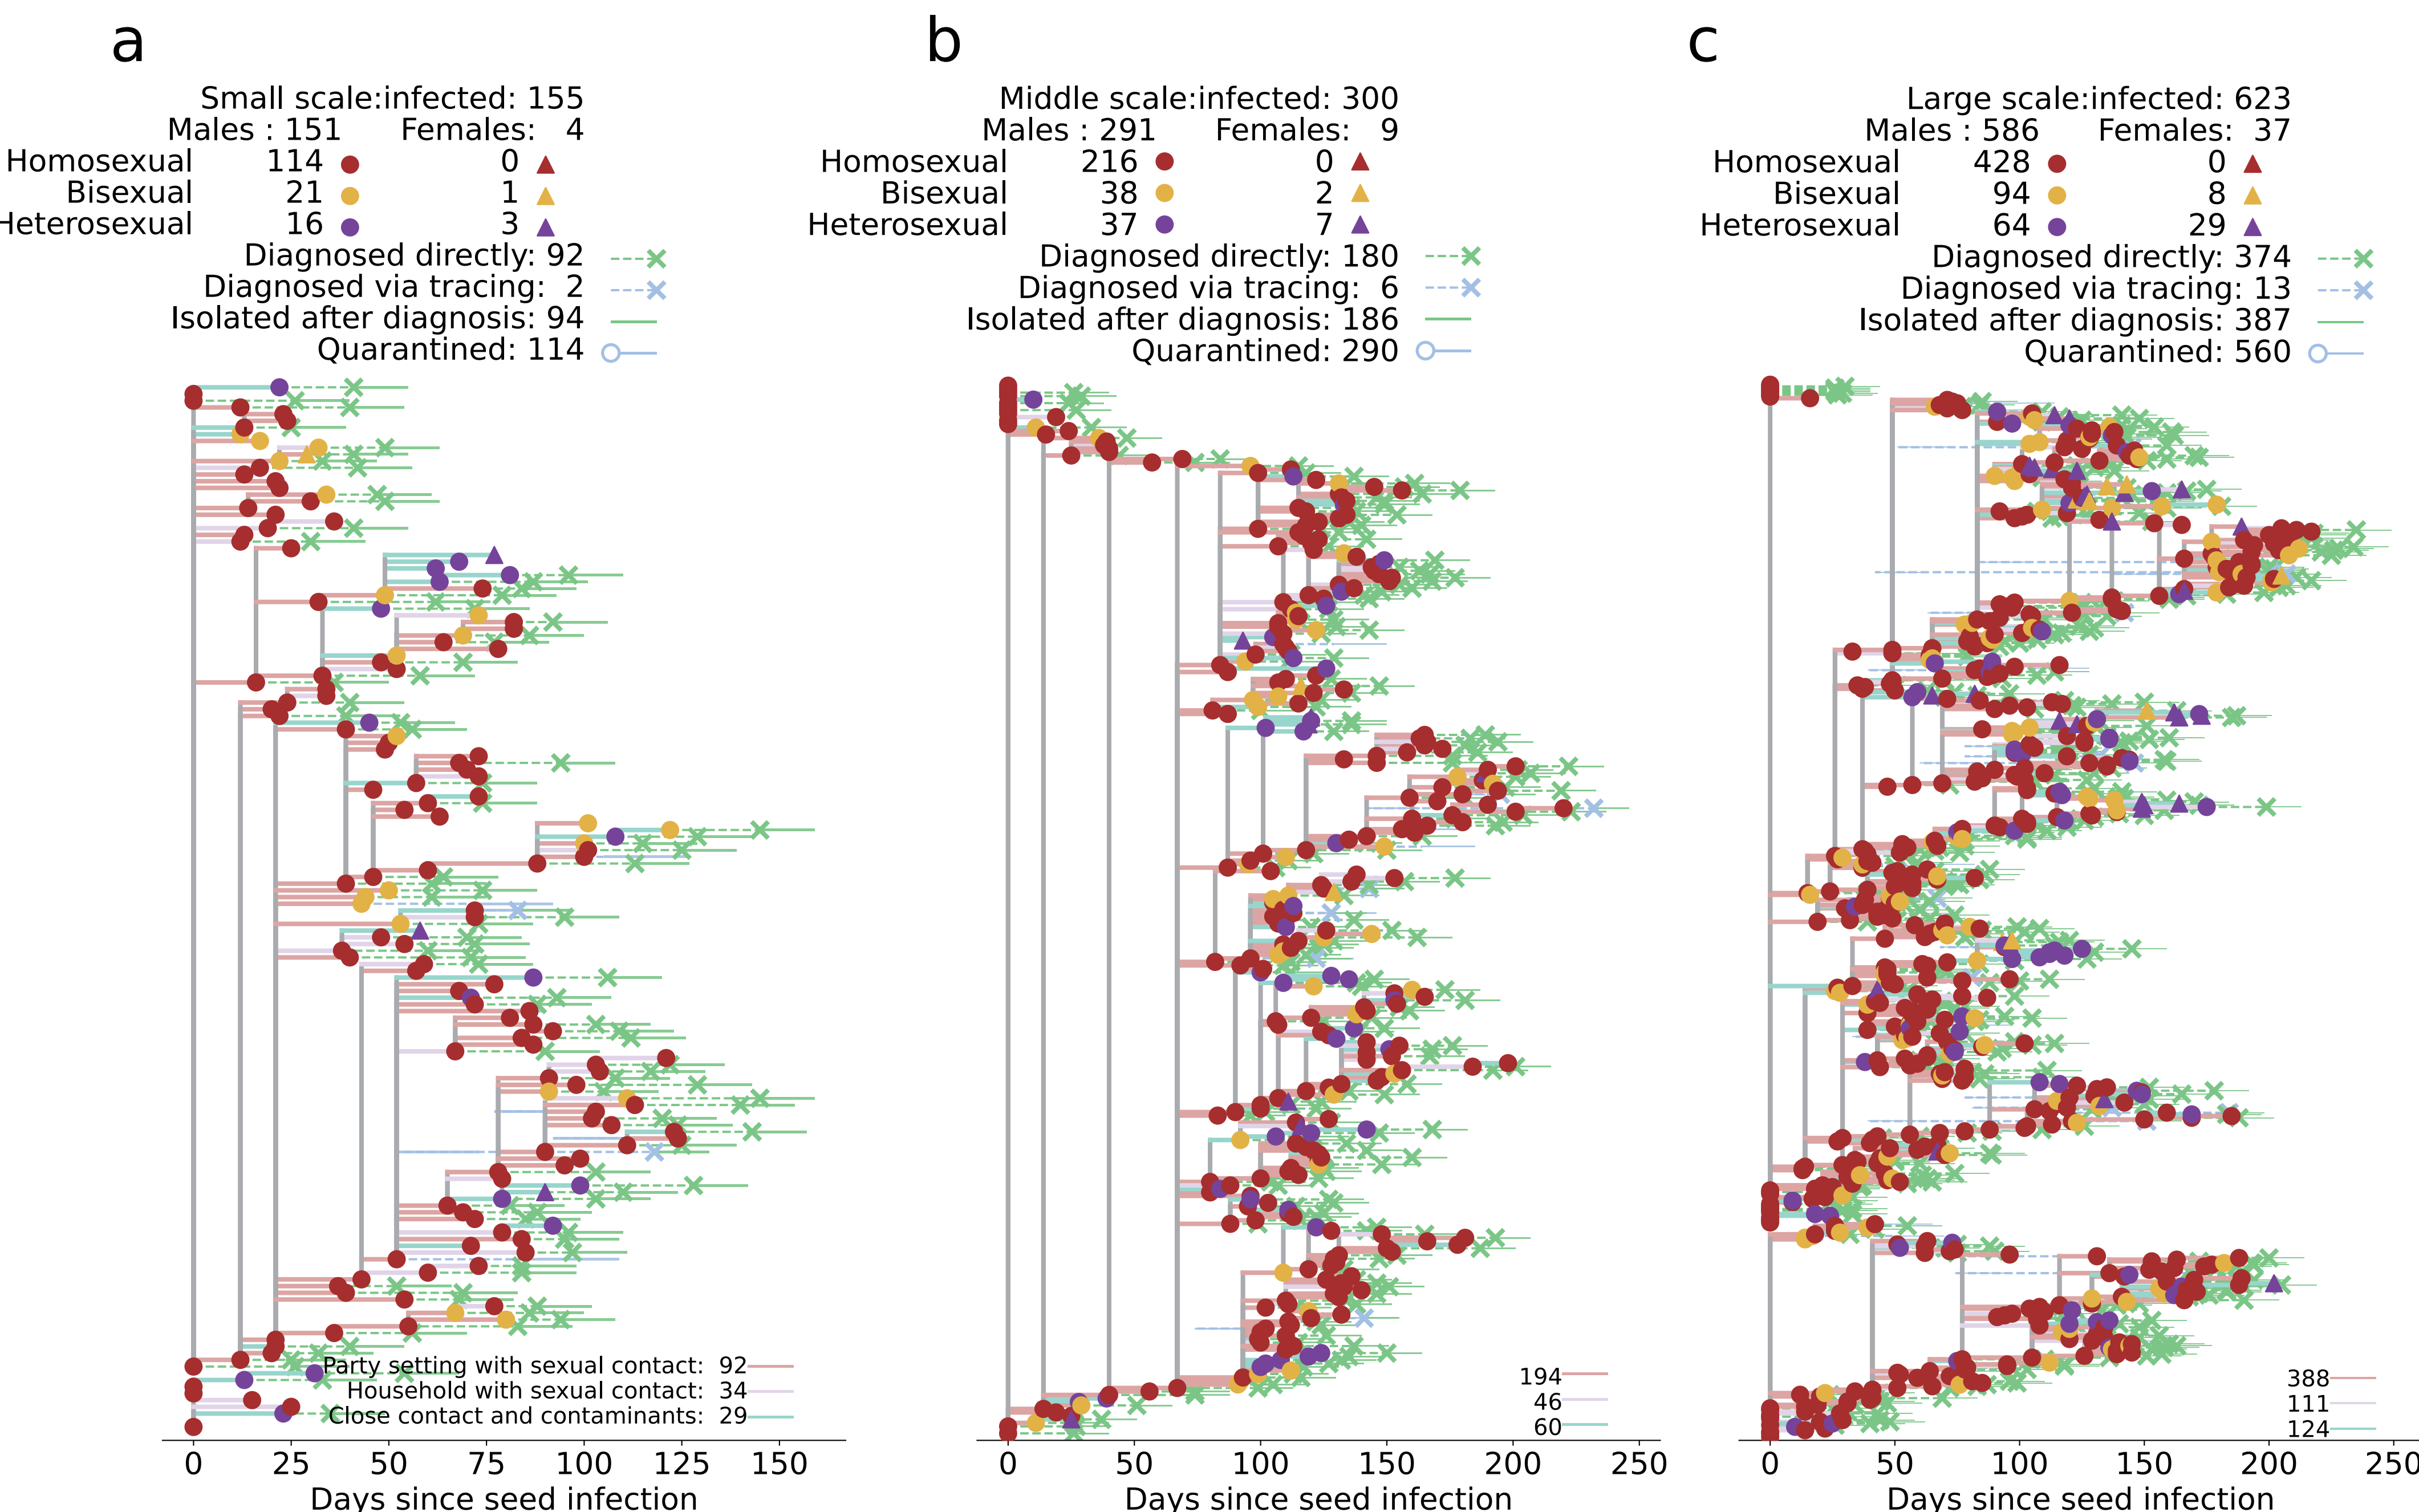 a
Small scale:infected: 155
Males : 151 Females: 4
Homosexual 114 0
Bisexual 21 1
Heterosexual 16 3
Diagnosed directly: 92
Diagnosed via tracing: 2
Isolated after diagnosis: 94
Quarantined: 114
Party setting with sexual contact: 92
Household with sexual contact: 34
Close contact and contaminants: 29
0 25 50 75 100 125 150
Days since seed infection
b
Middle scale:infected: 300
Males : 291 Females: 9
Homosexual 216 0
Bisexual 38 2
Heterosexual 37 7
Diagnosed directly: 180
Diagnosed via tracing: 6
Isolated after diagnosis: 186
Quarantined: 290
194
46
60
0 50 100 150 200 250
Days since seed infection
c
Large scale:infected: 623
Males : 586 Females: 37
Homosexual 428 0
Bisexual 94 8
Heterosexual 64 29
Diagnosed directly: 374
Diagnosed via tracing: 13
Isolated after diagnosis: 387
Quarantined: 560
388
111
124
0 50 100 150 200 250
Days since seed infection